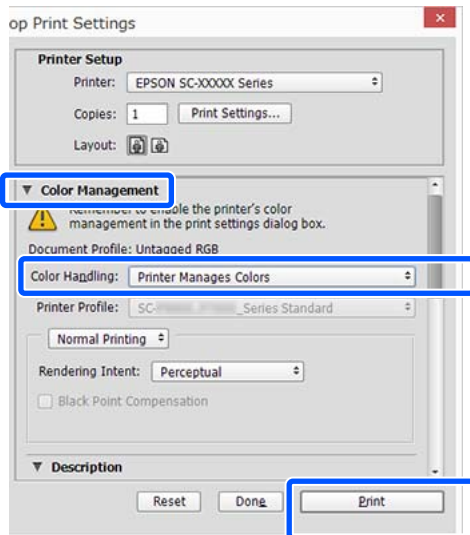 op Print Settings
Printer Setup
Printer: EPSON SC-XXXXX Series
Copies: 1 Print Settings...
Layout:
Color Management
Remember to enable the printer's color
management in the print settings dialog box.
Document Profile: Untagged RGB
Color Handling: Printer Manages Colors
Printer Profile: SC- _Series Standard
Normal Printing
Rendering Intent: Perceptual
Black Point Compensation
Description
Reset Done Print